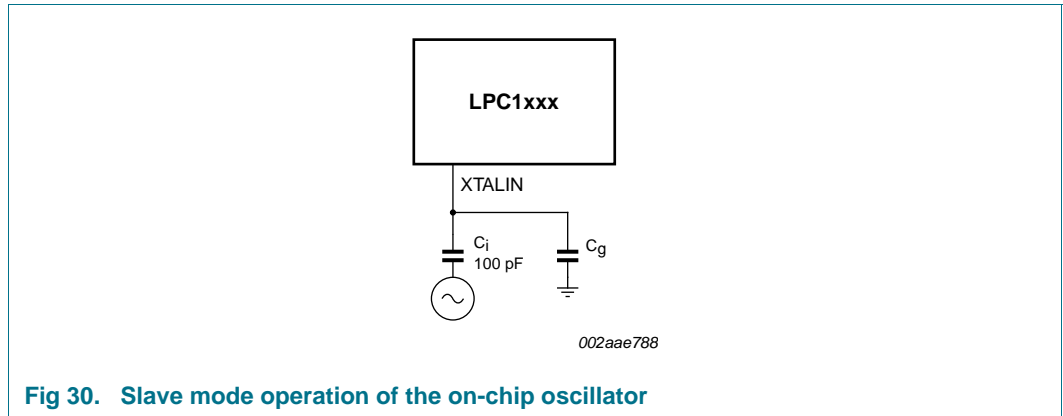 LPC1xxx
XTALIN
Ci
100 pF
Cg
002aae788
Fig 30. Slave mode operation of the on-chip oscillator